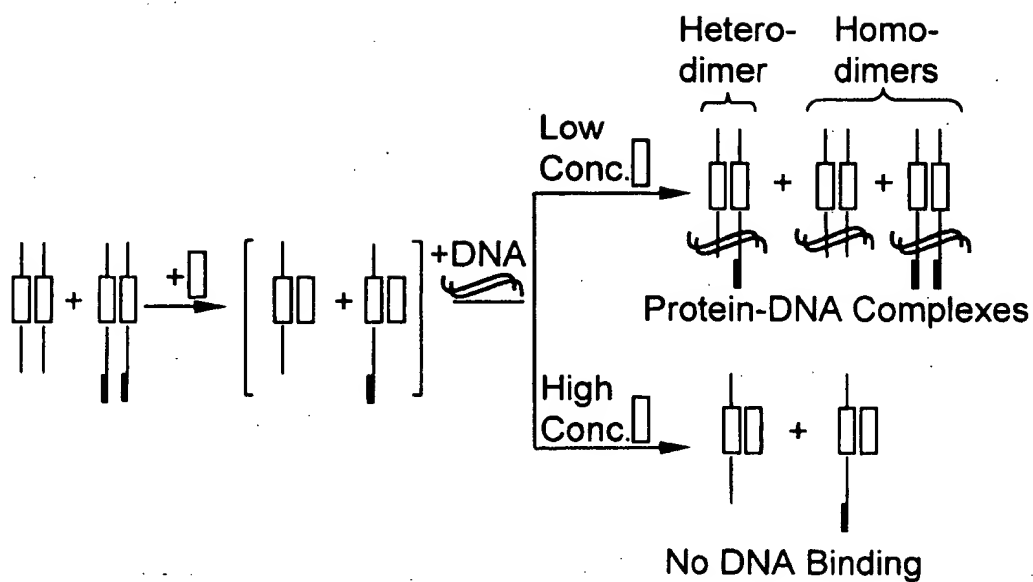 Hetero-
dimer
Homo-
dimers
Low
Conc.
+
+
+
+
+
+DNA
Protein-DNA Complexes
High
Conc.
+
No DNA Binding